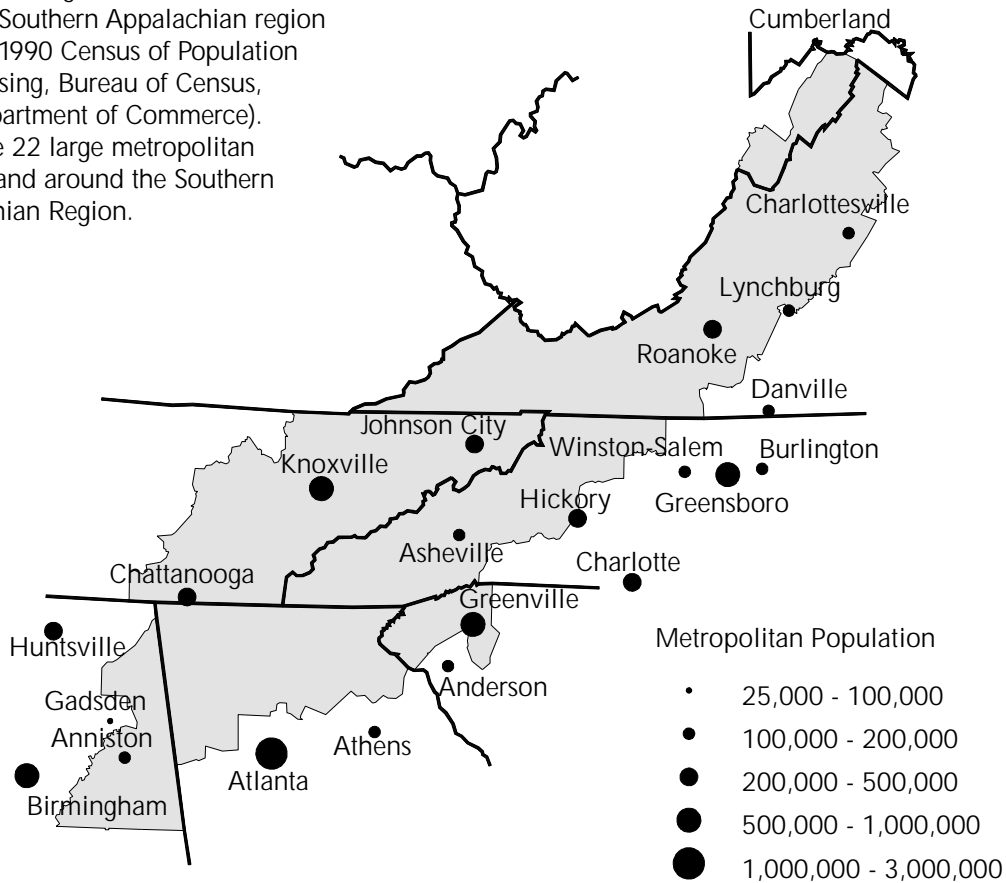 Southern Appalachian region
1990 Census of Population
sing, Bureau of Census,
partment of Commerce).
22 large metropolitan
and around the Southern
nian Region.
Cumberland
Charlottesville
Lynchburg
Roanoke
Danville
Johnson City
Winston-Salem
Burlington
Knoxville
Hickory
Greensboro
Asheville
Charlotte
Chattanooga
Greenville
Huntsville
Anderson
Gadsden
Anniston
Athens
Atlanta
Birmingham
Metropolitan Population
25,000 - 100,000
100,000 - 200,000
200,000 - 500,000
500,000 - 1,000,000
1,000,000 - 3,000,000